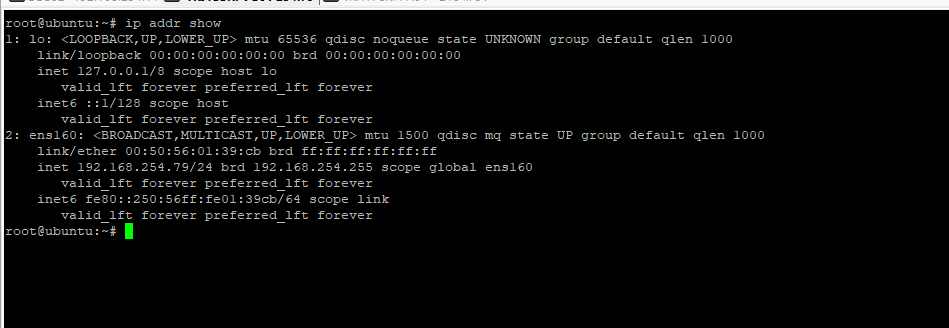 root@ubuntu:~# ip addr show
1: lo: <LOOPBACK,UP,LOWER_UP> mtu 65536 qdisc noqueue state UNKNOWN group default qlen 1000
    link/loopback 00:00:00:00:00:00 brd 00:00:00:00:00:00
    inet 127.0.0.1/8 scope host lo
       valid_lft forever preferred_lft forever
    inet6 ::1/128 scope host
       valid_lft forever preferred_lft forever
2: ens160: <BROADCAST,MULTICAST,UP,LOWER_UP> mtu 1500 qdisc mq state UP group default qlen 1000
    link/ether 00:50:56:01:39:cb brd ff:ff:ff:ff:ff:ff
    inet 192.168.254.79/24 brd 192.168.254.255 scope global ens160
       valid_lft forever preferred_lft forever
    inet6 fe80::250:56ff:fe01:39cb/64 scope link
       valid_lft forever preferred_lft forever
root@ubuntu:~#